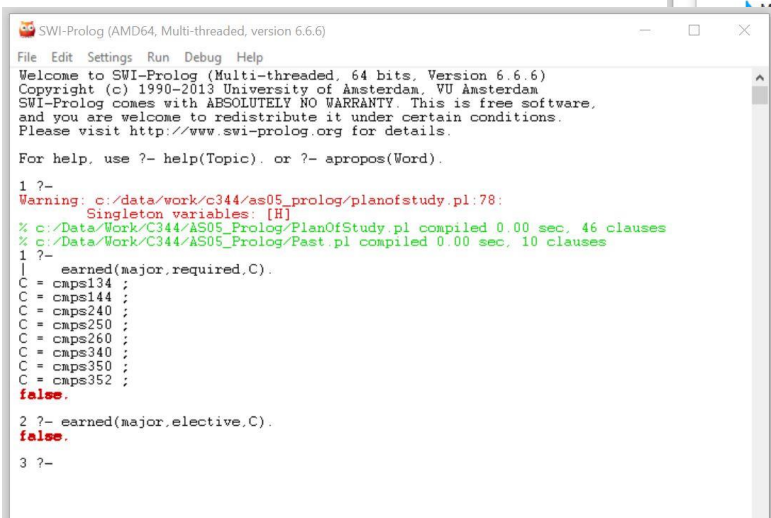 SWI-Prolog (AMD64, Multi-threaded, version 6.6.6)
File Edit Settings Run Debug Help
Welcome to SWI-Prolog (Multi-threaded, 64 bits, Version 6.6.6)
Copyright (c) 1990-2013 University of Amsterdam, VU Amsterdam
SWI-Prolog comes with ABSOLUTELY NO WARRANTY. This is free software,
and you are welcome to redistribute it under certain conditions.
Please visit http://www.swi-prolog.org for details.
For help, use ?- help(Topic). or ?- apropos(Word).
1 ?-
Warning: c:/data/work/c344/as05_prolog/planofstudy.pl:78:
Singleton variables: [H]
% c:/Data/Work/C344/AS05_Prolog/PlanOfStudy.pl compiled 0.00 sec, 46 clauses
% c:/Data/Work/C344/AS05_Prolog/Past.pl compiled 0.00 sec, 10 clauses
1 ?-
| earned(major,required,C).
C = cmps134 ;
C = cmps144 ;
C = cmps240 ;
C = cmps250 ;
C = cmps260 ;
C = cmps340 ;
C = cmps350 ;
C = cmps352 ;
false.
2 ?- earned(major,elective,C).
false.
3 ?-